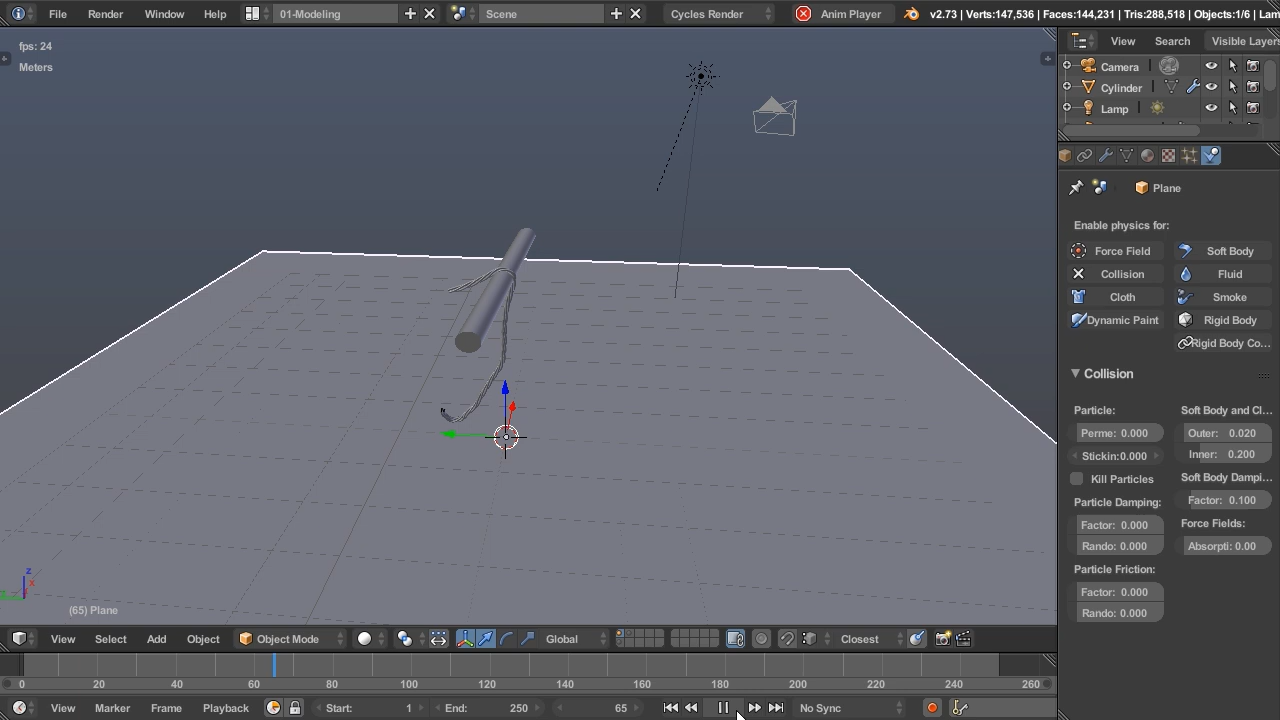 File Render Window Help 01-Modeling Scene Cycles Render Anim Player v2.73 | Verts:147,536 | Faces:144,231 | Tris:288,518 | Objects:1/6 | Lam
fps: 24
Meters
View Search Visible Layers
Camera
Cylinder
Lamp
Plane
Enable physics for:
Force Field Soft Body
Collision Fluid
Cloth Smoke
Dynamic Paint Rigid Body
Rigid Body Co...
Collision
Particle: Soft Body and Cl...
Perme: 0.000 Outer: 0.020
Stickin:0.000 Inner: 0.200
Kill Particles Soft Body Dampi...
Particle Damping: Factor: 0.100
Factor: 0.000 Force Fields:
Rando: 0.000 Absorpti: 0.00
Particle Friction:
Factor: 0.000
Rando: 0.000
z
x
(65) Plane
View Select Add Object Object Mode Global Closest
0 20 40 60 80 100 120 140 160 180 200 220 240 260
View Marker Frame Playback Start: 1 End: 250 65 No Sync